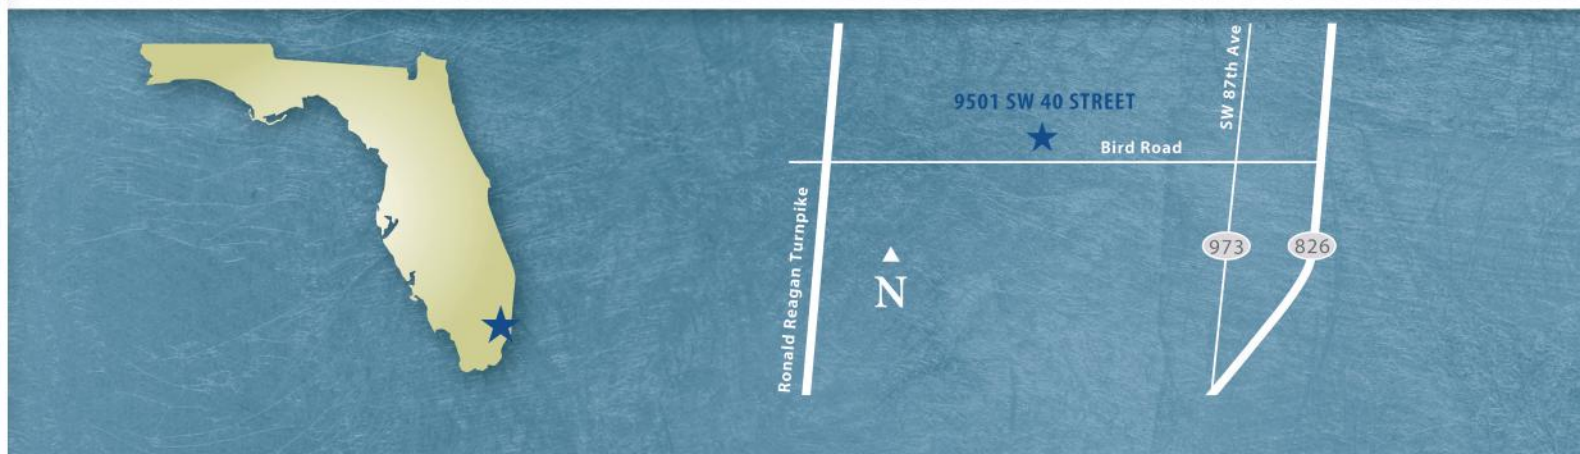 9501 SW 40 STREET
Bird Road
SW 87th Ave
Ronald Reagan Turnpike
973
826
N